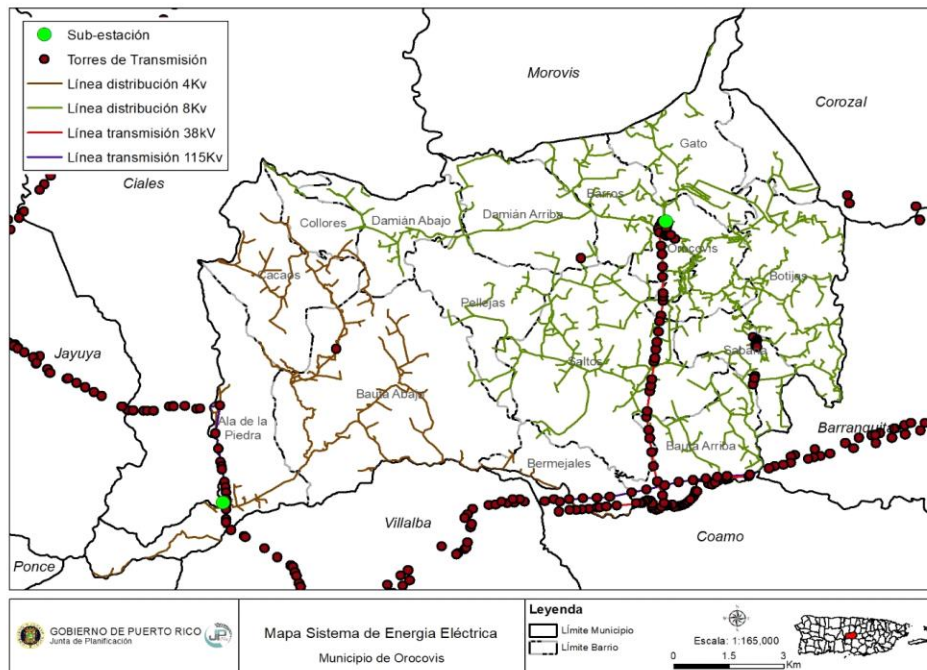 Sub-estación
Torres de Transmisión
Línea distribución 4Kv
Línea distribución 8Kv
Línea transmisión 38kV
Línea transmisión 115Kv
Morovis
Corozal
Ciales
Gato
Barros
Collores
Damián Abajo
Damián Arriba
Orocovis
Cacaos
Botijas
Pellejas
Jayuya
Saltos
Sabana
Bauta Abajo
Ala de la
Piedra
Barranquitas
Bauta Arriba
Bermejales
Villalba
Coamo
Ponce
GOBIERNO DE PUERTO RICO
Junta de Planificación
JP
Mapa Sistema de Energia Eléctrica
Municipio de Orocovis
Leyenda
Límite Municipio
Límite Barrio
Escala: 1:165,000
0 1.5 3
Km